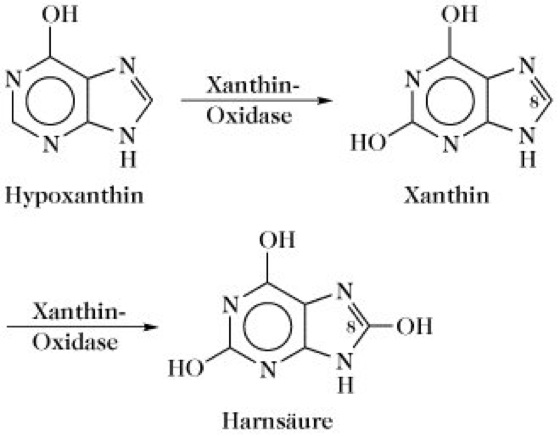 OH
N
N
N
N
H
Hypoxanthin
Xanthin-
Oxidase
OH
N
N
8
HO
N
N
H
Xanthin
Xanthin-
Oxidase
OH
N
N
8
OH
HO
N
N
H
Harnsäure